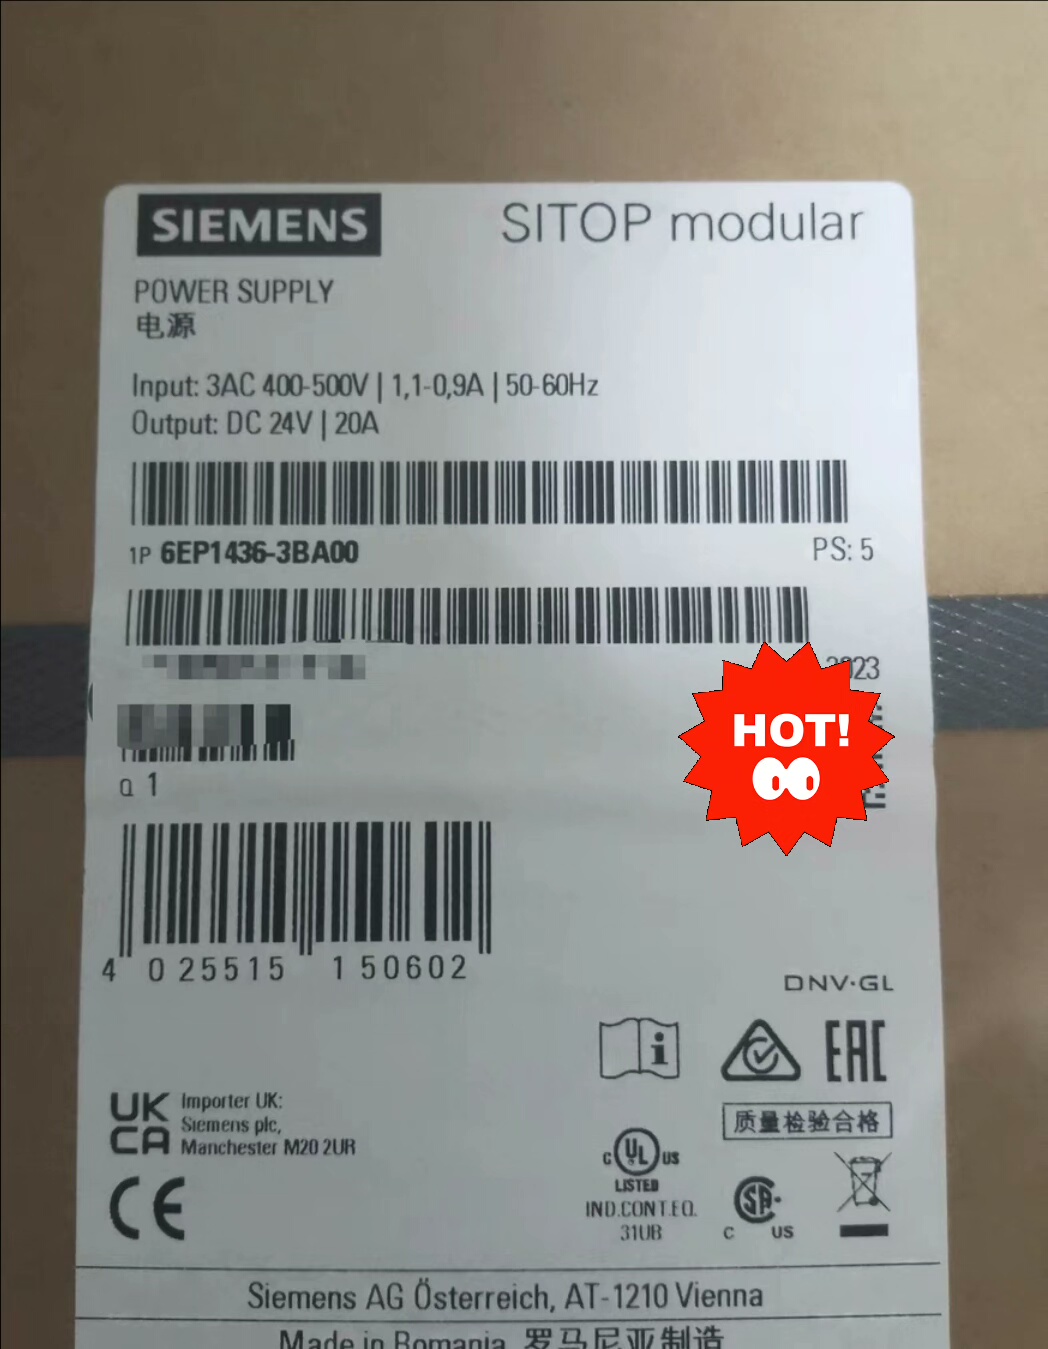 SIEMENS SITOP modular
POWER SUPPLY
电源
Input: 3AC 400-500V | 1,1-0,9A | 50-60Hz
Output: DC 24V | 20A
1P 6EP1436-3BA00 PS: 5
HOT!
Q 1
4 025515 150602
DNV·GL
EAC
UK
CA
Importer UK:
Siemens plc,
Manchester M20 2UR
质量检验合格
C UL US
LISTED
IND.CONT.EQ.
31UB
CE
SA
C US
Siemens AG Österreich, AT-1210 Vienna
Made in Romania 罗马尼亚制造